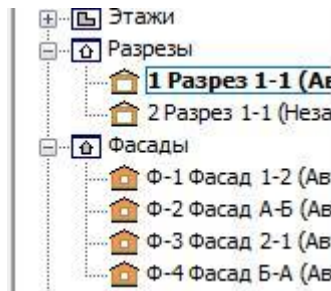 Этажи
Разрезы
1 Разрез 1-1 (Ав
2 Разрез 1-1 (Неза
Фасады
Ф-1 Фасад 1-2 (Ав
Ф-2 Фасад А-Б (Ав
Ф-3 Фасад 2-1 (Ав
Ф-4 Фасад Б-А (Ав